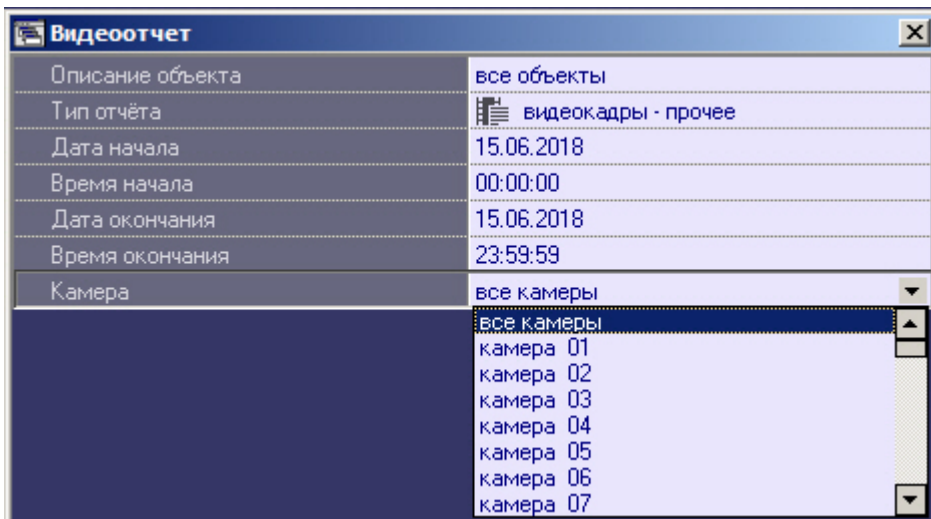 Видеоотчет
Описание объекта все объекты
Тип отчёта видеокадры - прочее
Дата начала 15.06.2018
Время начала 00:00:00
Дата окончания 15.06.2018
Время окончания 23:59:59
Камера все камеры
все камеры
камера 01
камера 02
камера 03
камера 04
камера 05
камера 06
камера 07